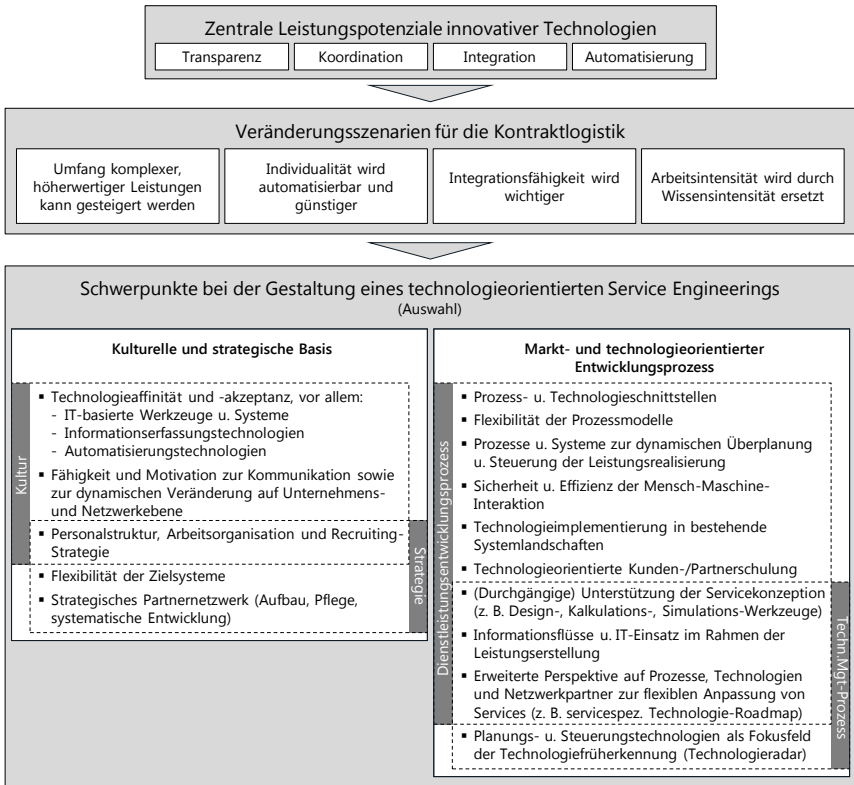 Zentrale Leistungspotenziale innovativer Technologien
Transparenz
Koordination
Integration
Automatisierung
Veränderungsszenarien für die Kontraktlogistik
Umfang komplexer,
höherwertiger Leistungen
kann gesteigert werden
Individualität wird
automatisierbar und
günstiger
Integrationsfähigkeit wird
wichtiger
Arbeitsintensität wird durch
Wissensintensität ersetzt
Schwerpunkte bei der Gestaltung eines technologieorientierten Service Engineerings
(Auswahl)
Kulturelle und strategische Basis
Kultur
▪ Technologieaffinität und -akzeptanz, vor allem:
- IT-basierte Werkzeuge u. Systeme
- Informationserfassungstechnologien
- Automatisierungstechnologien
▪ Fähigkeit und Motivation zur Kommunikation sowie
zur dynamischen Veränderung auf Unternehmens-
und Netzwerkebene
▪ Personalstruktur, Arbeitsorganisation und Recruiting-
Strategie
Strategie
▪ Flexibilität der Zielsysteme
▪ Strategisches Partnernetzwerk (Aufbau, Pflege,
systematische Entwicklung)
Markt- und technologieorientierter
Entwicklungsprozess
Dienstleistungsentwicklungsprozess
▪ Prozess- u. Technologieschnittstellen
▪ Flexibilität der Prozessmodelle
▪ Prozesse u. Systeme zur dynamischen Überplanung
u. Steuerung der Leistungsrealisierung
▪ Sicherheit u. Effizienz der Mensch-Maschine-
Interaktion
▪ Technologieimplementierung in bestehende
Systemlandschaften
▪ Technologieorientierte Kunden-/Partnerschulung
▪ (Durchgängige) Unterstützung der Servicekonzeption
(z. B. Design-, Kalkulations-, Simulations-Werkzeuge)
▪ Informationsflüsse u. IT-Einsatz im Rahmen der
Leistungserstellung
▪ Erweiterte Perspektive auf Prozesse, Technologien
und Netzwerkpartner zur flexiblen Anpassung von
Services (z. B. servicespez. Technologie-Roadmap)
▪ Planungs- u. Steuerungstechnologien als Fokusfeld
der Technologiefrüherkennung (Technologieradar)
Techn.Mgt-Prozess